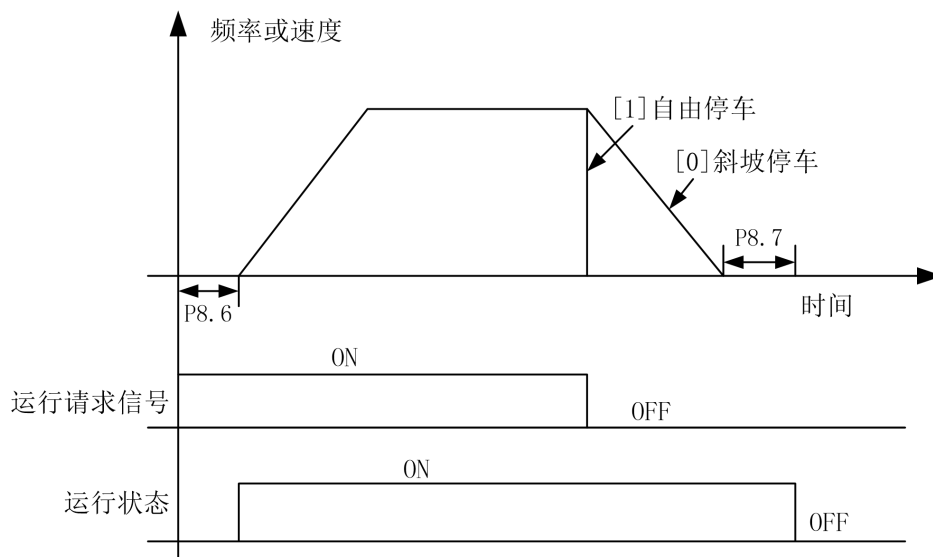 频率或速度
[1]自由停车
[0]斜坡停车
P8.7
P8.6
时间
ON
运行请求信号
OFF
ON
运行状态
OFF